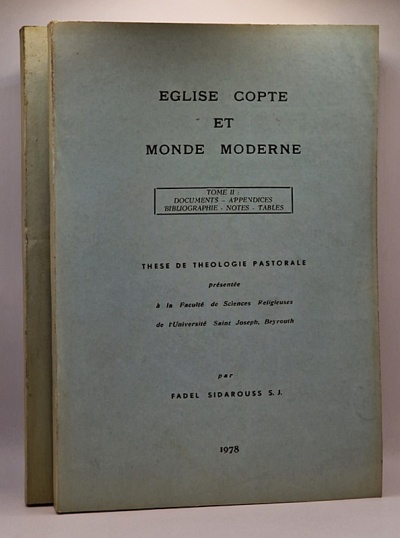 EGLISE COPTE
ET
MONDE MODERNE
TOME II
DOCUMENTS - APPENDICES
BIBLIOGRAPHIE - NOTES - TABLES
THESE DE THEOLOGIE PASTORALE
présentée
à la Faculté de Sciences Religieuses
de l'Université Saint Joseph, Beyrouth
par
FADEL SIDAROUSS S. J.
1978